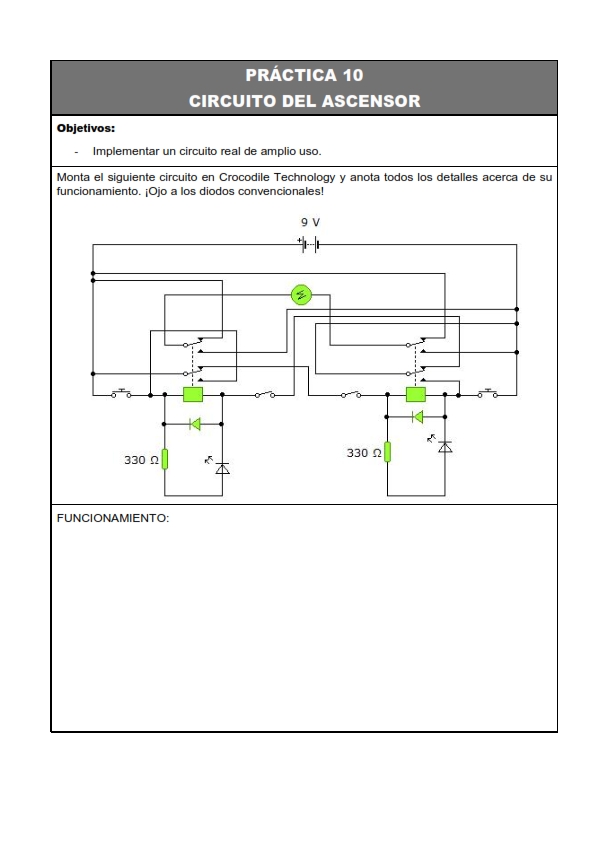 PRÁCTICA 10
CIRCUITO DEL ASCENSOR
Objetivos:
- Implementar un circuito real de amplio uso.
Monta el siguiente circuito en Crocodile Technology y anota todos los detalles acerca de su
funcionamiento. ¡Ojo a los diodos convencionales!
9 V
+
M
330 Ω
330 Ω
FUNCIONAMIENTO: